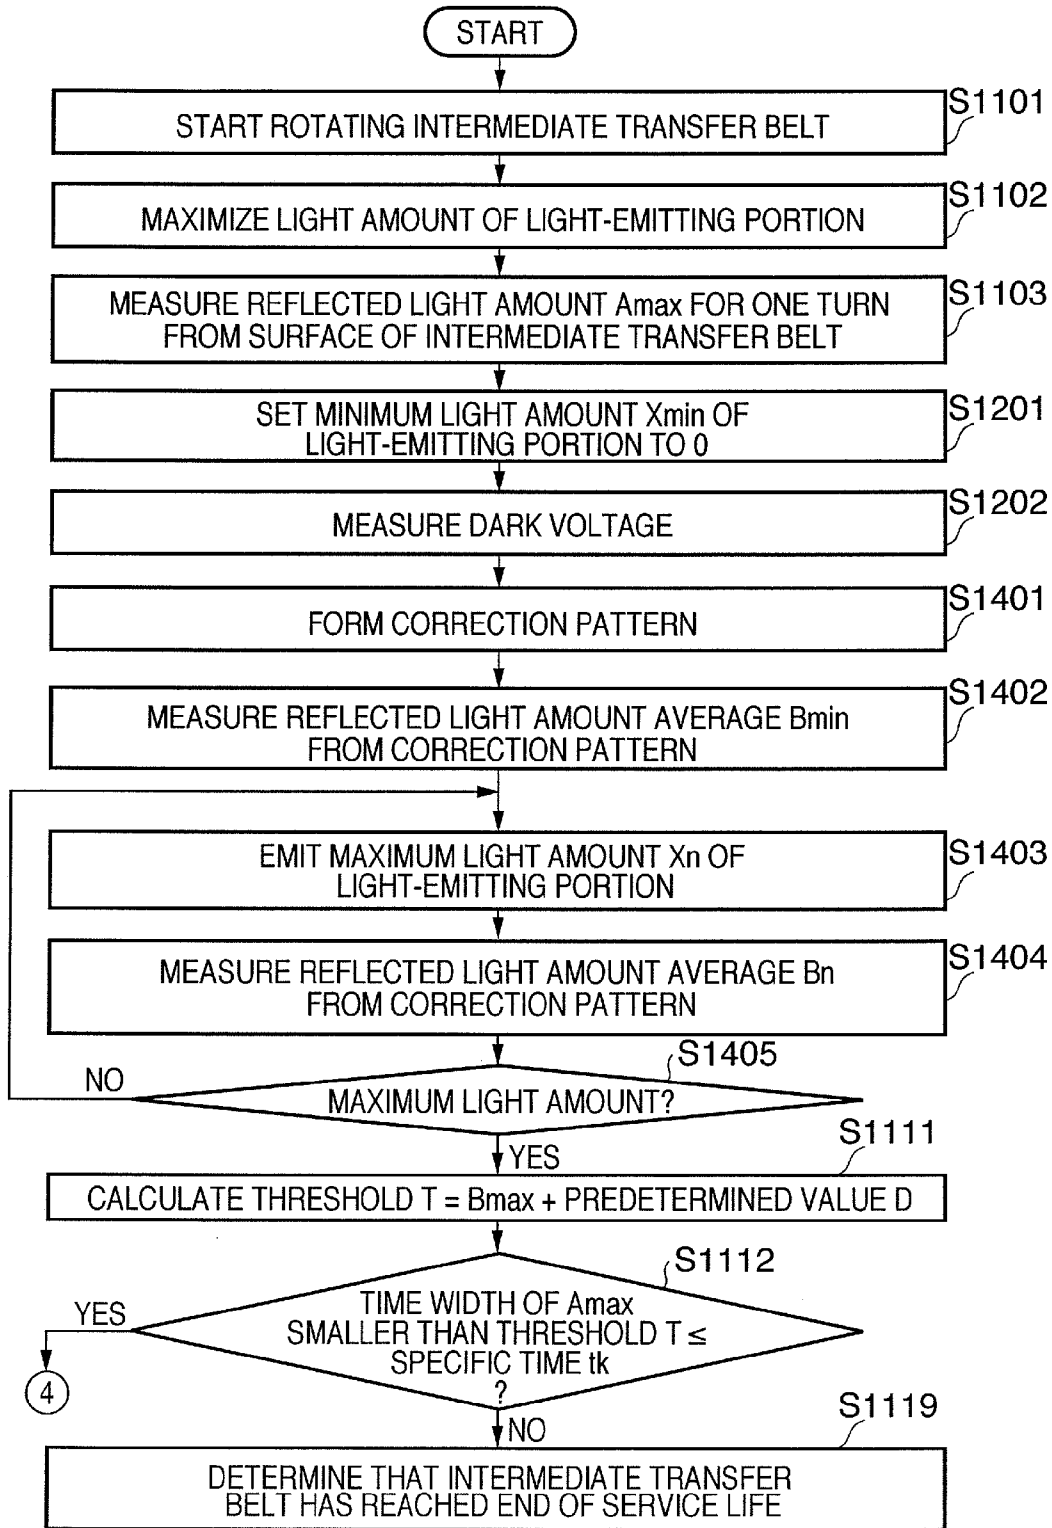 START
S1101
START ROTATING INTERMEDIATE TRANSFER BELT
S1102
MAXIMIZE LIGHT AMOUNT OF LIGHT-EMITTING PORTION
S1103
MEASURE REFLECTED LIGHT AMOUNT Amax FOR ONE TURN
FROM SURFACE OF INTERMEDIATE TRANSFER BELT
S1201
SET MINIMUM LIGHT AMOUNT Xmin OF
LIGHT-EMITTING PORTION TO 0
S1202
MEASURE DARK VOLTAGE
S1401
FORM CORRECTION PATTERN
S1402
MEASURE REFLECTED LIGHT AMOUNT AVERAGE Bmin
FROM CORRECTION PATTERN
S1403
EMIT MAXIMUM LIGHT AMOUNT Xn OF
LIGHT-EMITTING PORTION
S1404
MEASURE REFLECTED LIGHT AMOUNT AVERAGE Bn
FROM CORRECTION PATTERN
S1405
NO
MAXIMUM LIGHT AMOUNT?
YES
S1111
CALCULATE THRESHOLD T = Bmax + PREDETERMINED VALUE D
S1112
YES
TIME WIDTH OF Amax
SMALLER THAN THRESHOLD T ≤
SPECIFIC TIME tk
?
4
NO
S1119
DETERMINE THAT INTERMEDIATE TRANSFER
BELT HAS REACHED END OF SERVICE LIFE